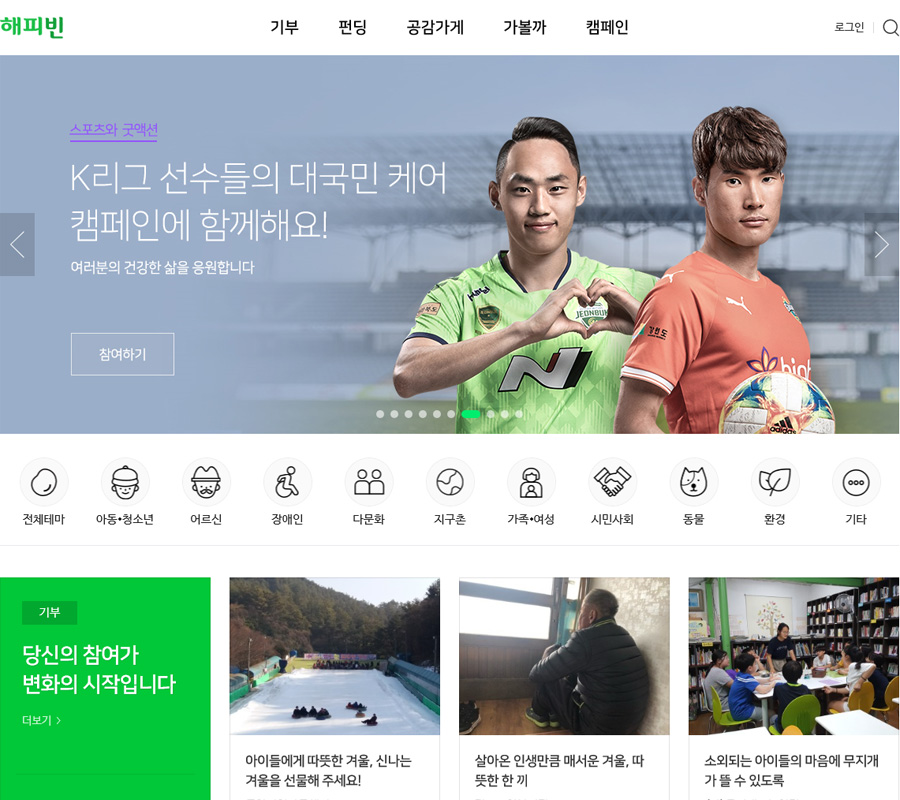 해피빈
기부 펀딩 공감가게 가볼까 캠페인
로그인
스포츠와 굿액션
K리그 선수들의 대국민 케어
캠페인에 함께해요!
여러분의 건강한 삶을 응원합니다
참여하기
JEONBUK
강원도
hint
adidas
전체테마 아동•청소년 어르신 장애인 다문화 지구촌 가족•여성 시민사회 동물 환경 기타
기부
당신의 참여가
변화의 시작입니다
더보기
아이들에게 따뜻한 겨울, 신나는
겨울을 선물해 주세요!
살아온 인생만큼 매서운 겨울, 따
뜻한 한 끼
소외되는 아이들의 마음에 무지개
가 뜰 수 있도록